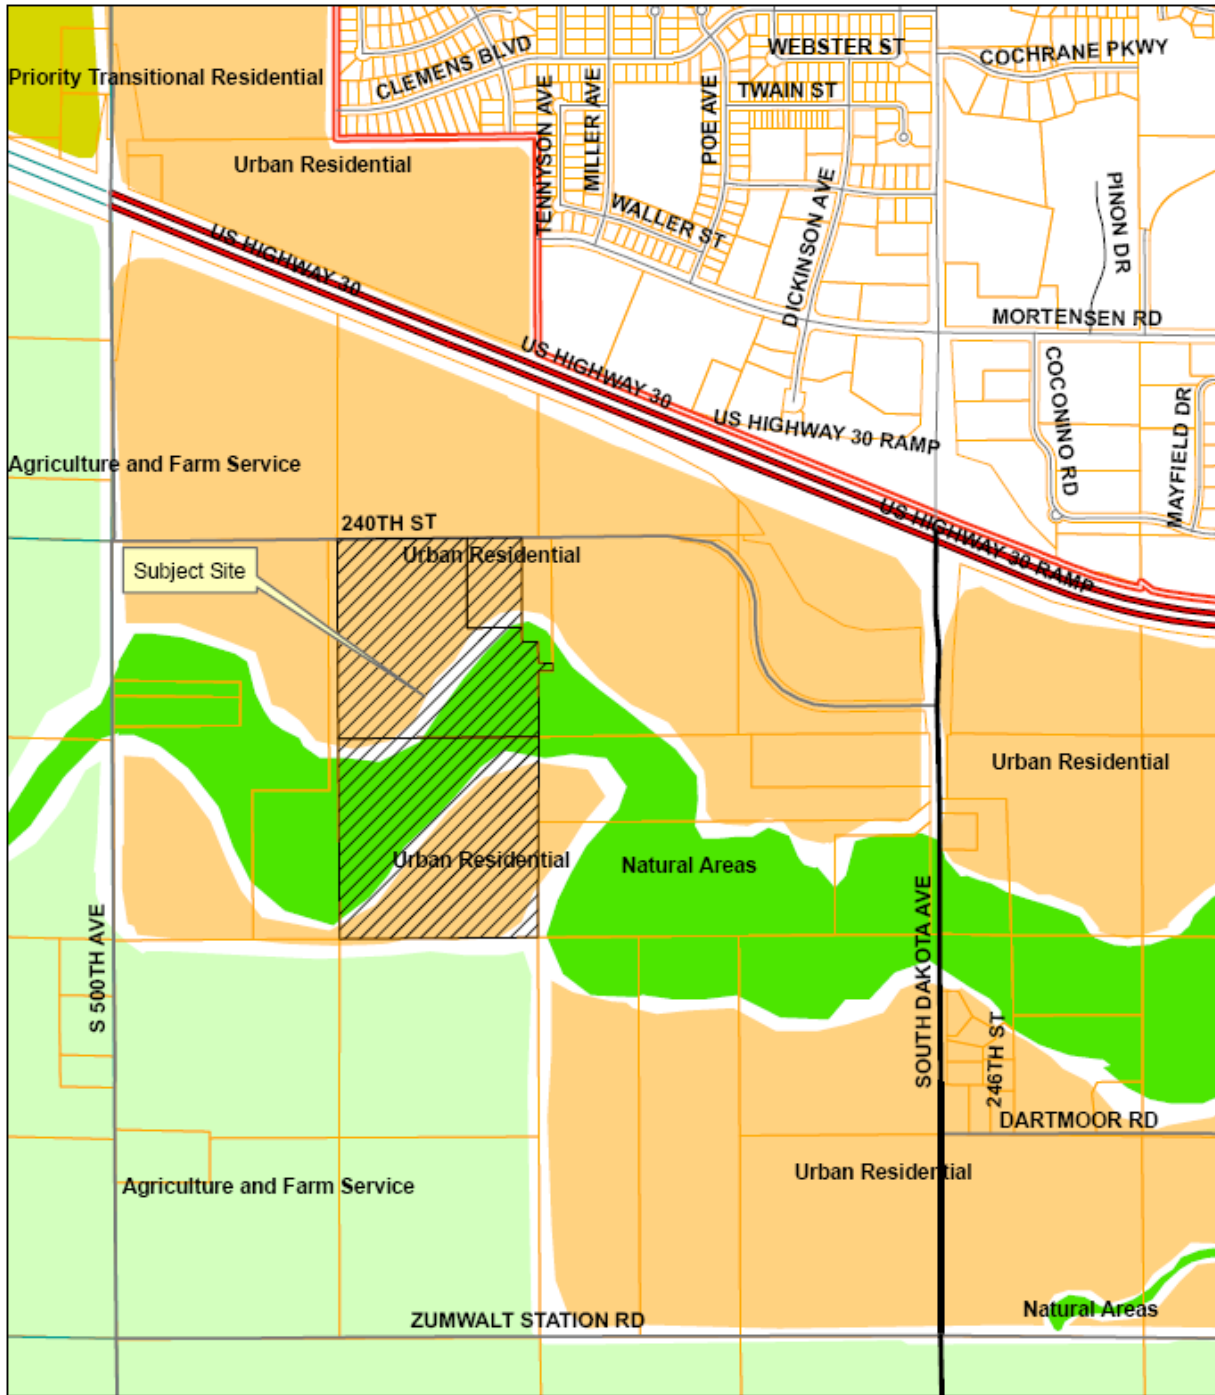 WEBSTER ST
COCHRANE PKWY
CLEMENS BLVD
Priority Transitional Residential
TWAIN ST
TENNYSON AVE
MILLER AVE
POE AVE
Urban Residential
PINON DR
WALLER ST
DICKINSON AVE
US HIGHWAY 30
MORTENSEN RD
US HIGHWAY 30
COCONINO RD
MAYFIELD DR
US HIGHWAY 30 RAMP
Agriculture and Farm Service
240TH ST
US HIGHWAY 30 RAMP
Urban Residential
Subject Site
Urban Residential
Urban Residential
Natural Areas
SOUTH DAKOTA AVE
S 500TH AVE
246TH ST
DARTMOOR RD
Urban Residential
Agriculture and Farm Service
Natural Areas
ZUMWALT STATION RD